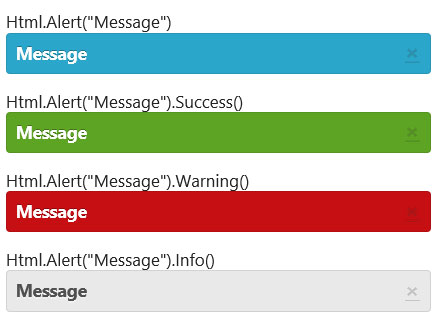 Html.Alert("Message")
Message ×
Html.Alert("Message").Success()
Message ×
Html.Alert("Message").Warning()
Message ×
Html.Alert("Message").Info()
Message ×